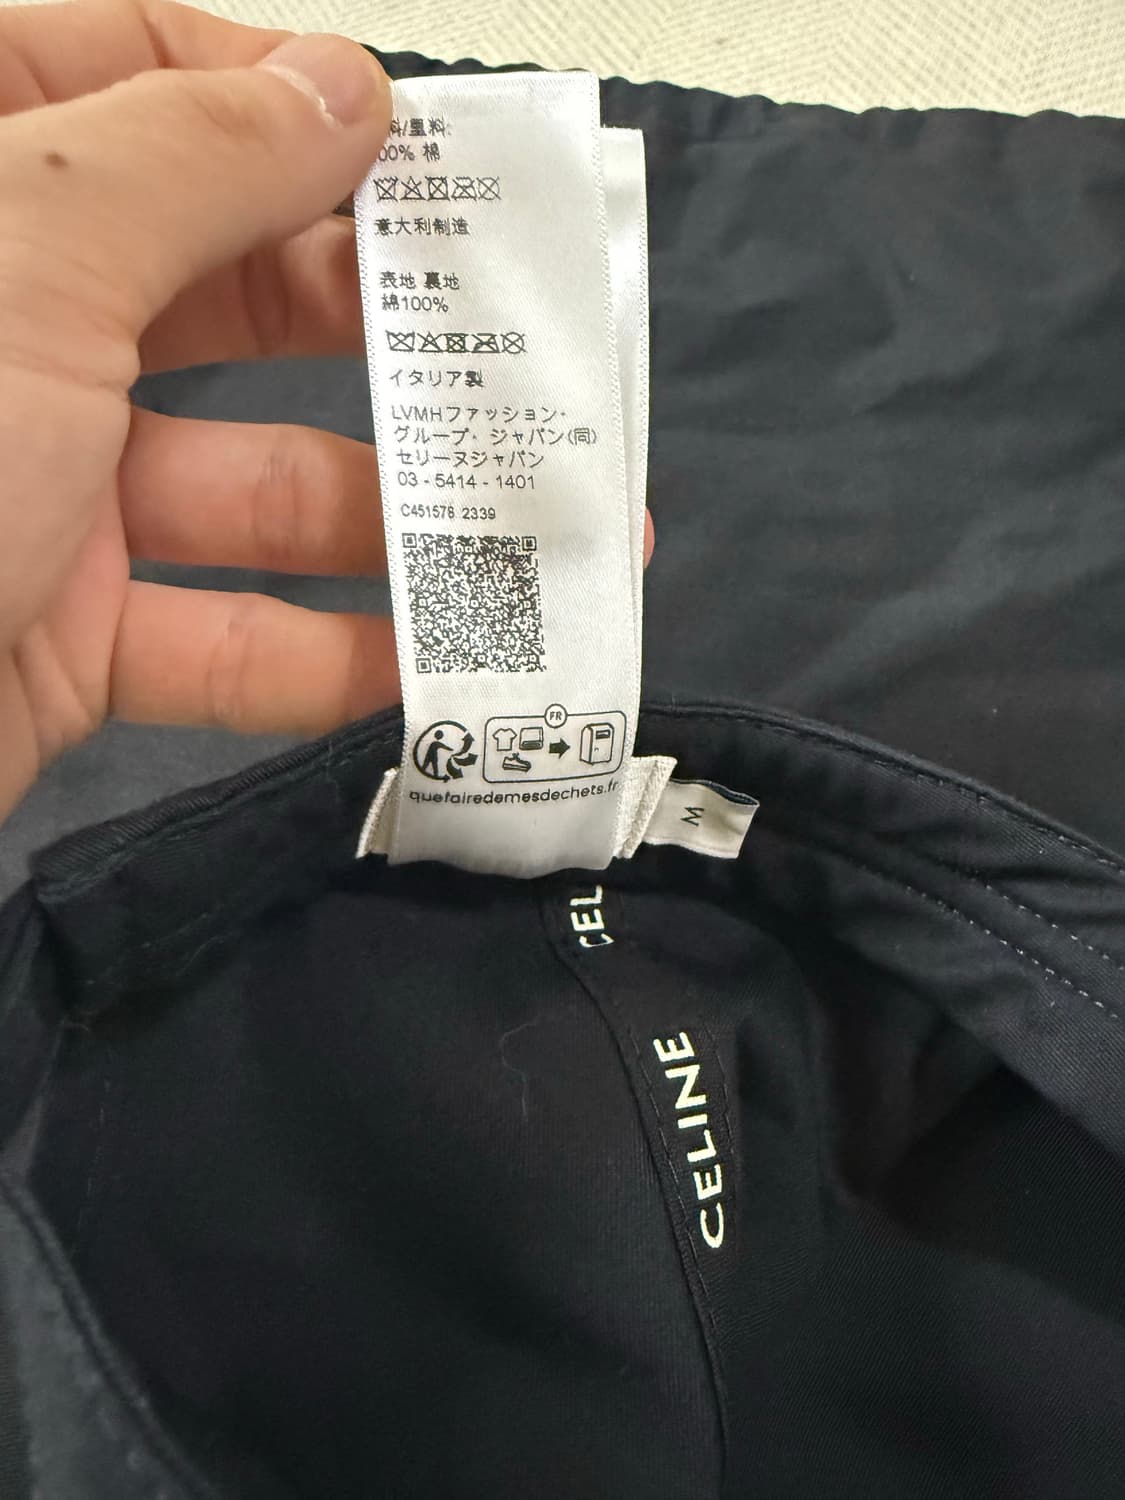 料/里料:
00% 棉
意大利制造
表地 裏地
綿100%
イタリア製
LVMHファッション・
グループ・ジャパン(同)
セリーヌジャパン
03 - 5414 - 1401
C451578 2339
FR
quefairedemesdechets.fr
M
CEL
CELINE